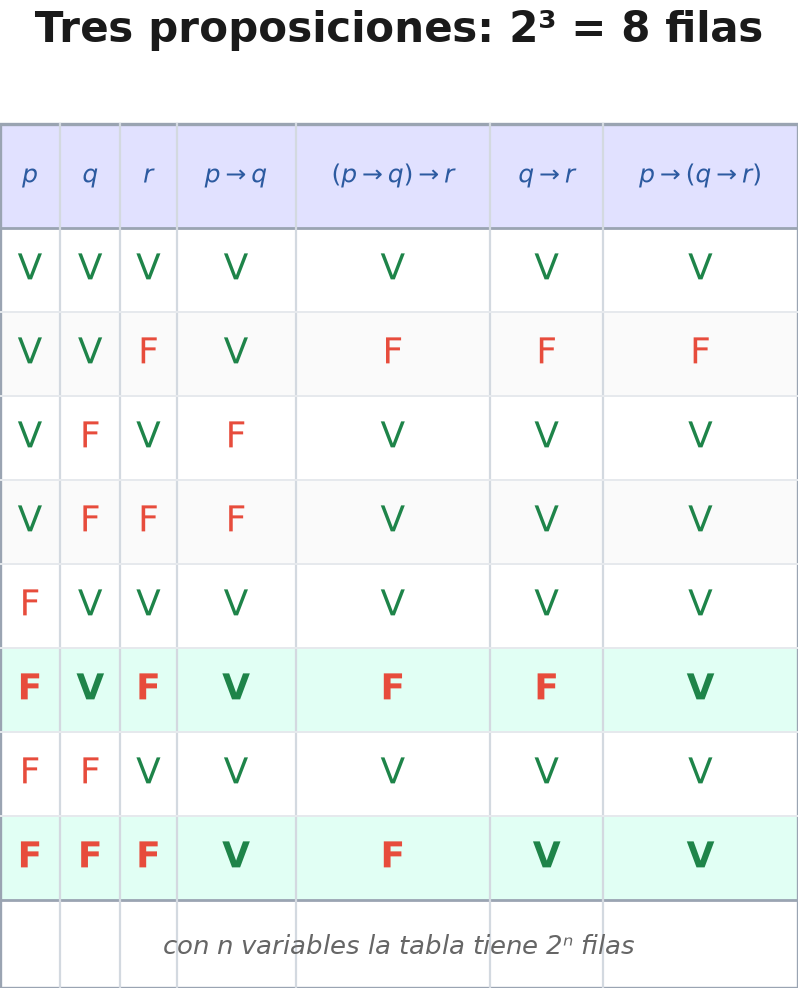 Tres proposiciones: 2³ = 8 filas
p q r p → q (p → q) → r q → r p → (q → r)
V V V V V V V
V V F V F F F
V F V F V V V
V F F F V V V
F V V V V V V
F V F V F F V
F F V V V V V
F F F V F V V
con n variables la tabla tiene 2ⁿ filas